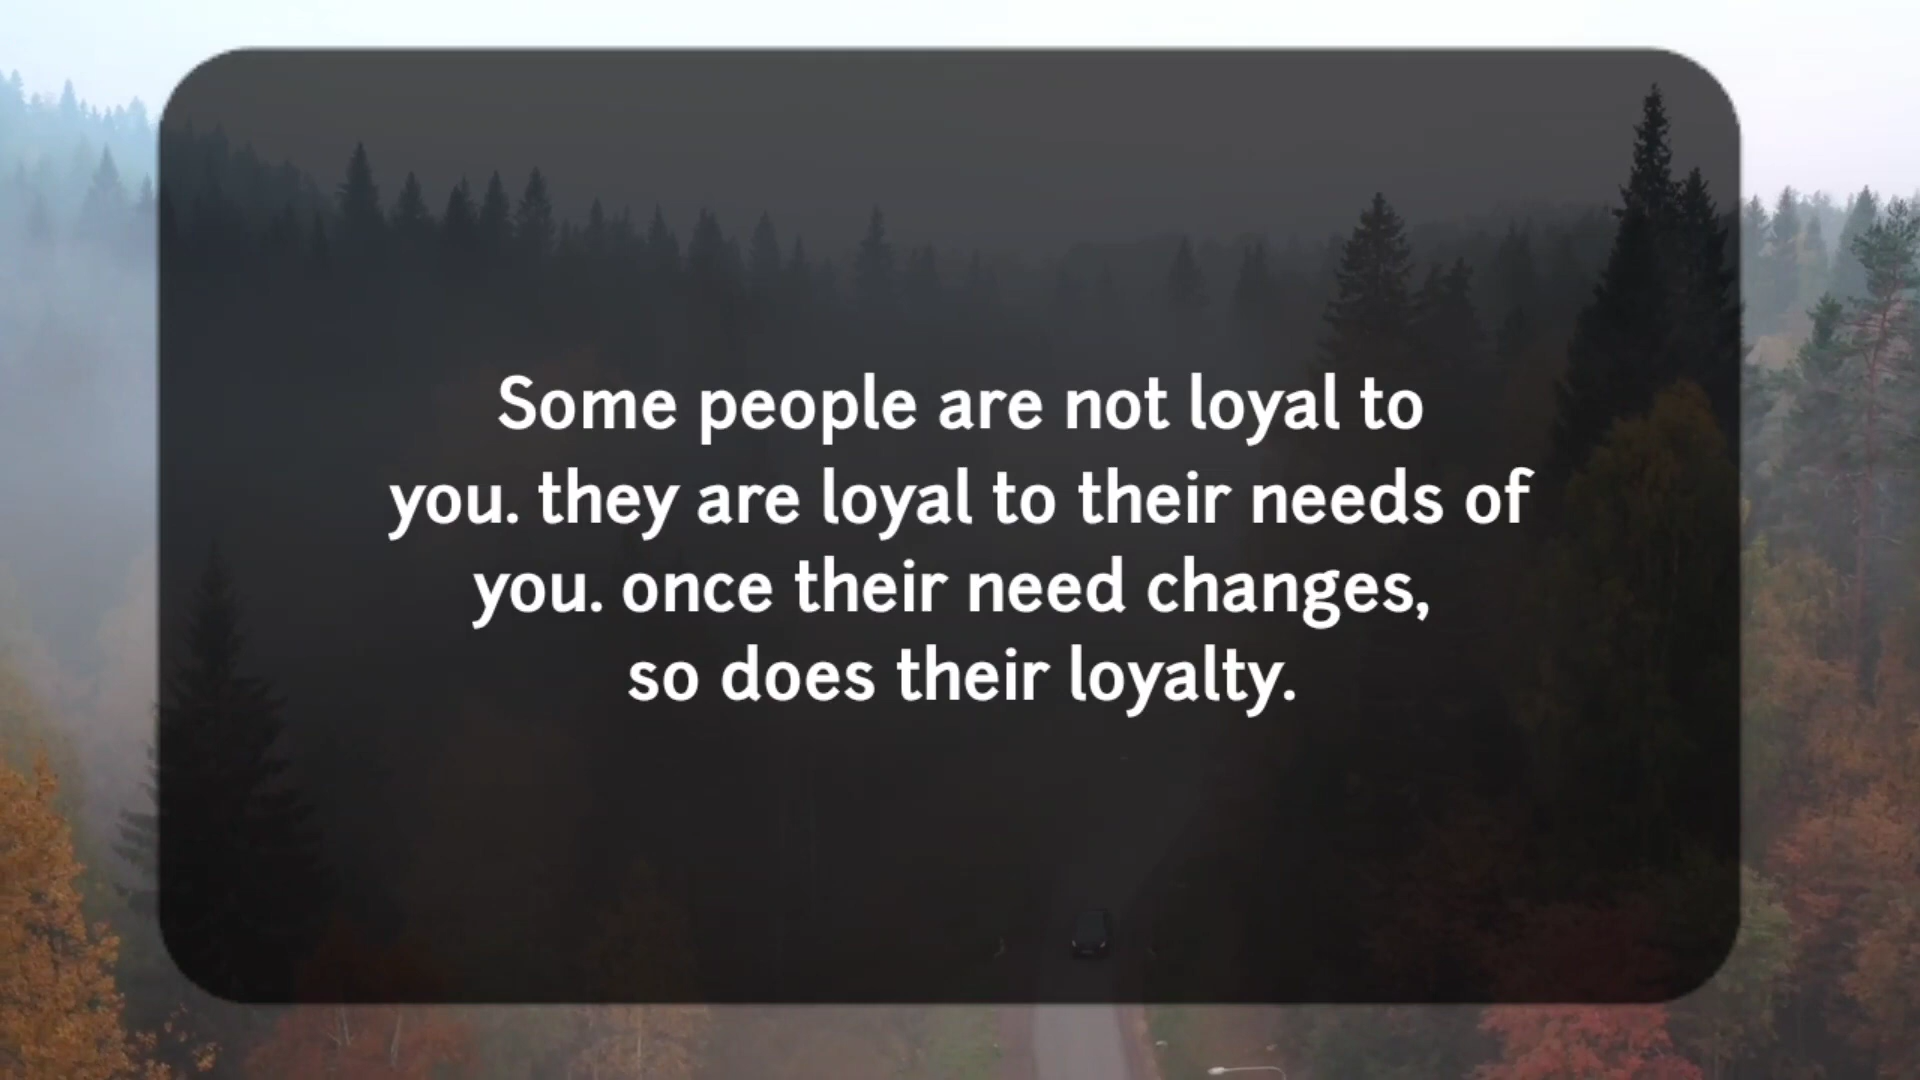 Some people are not loyal to
you. they are loyal to their needs of
you. once their need changes,
so does their loyalty.